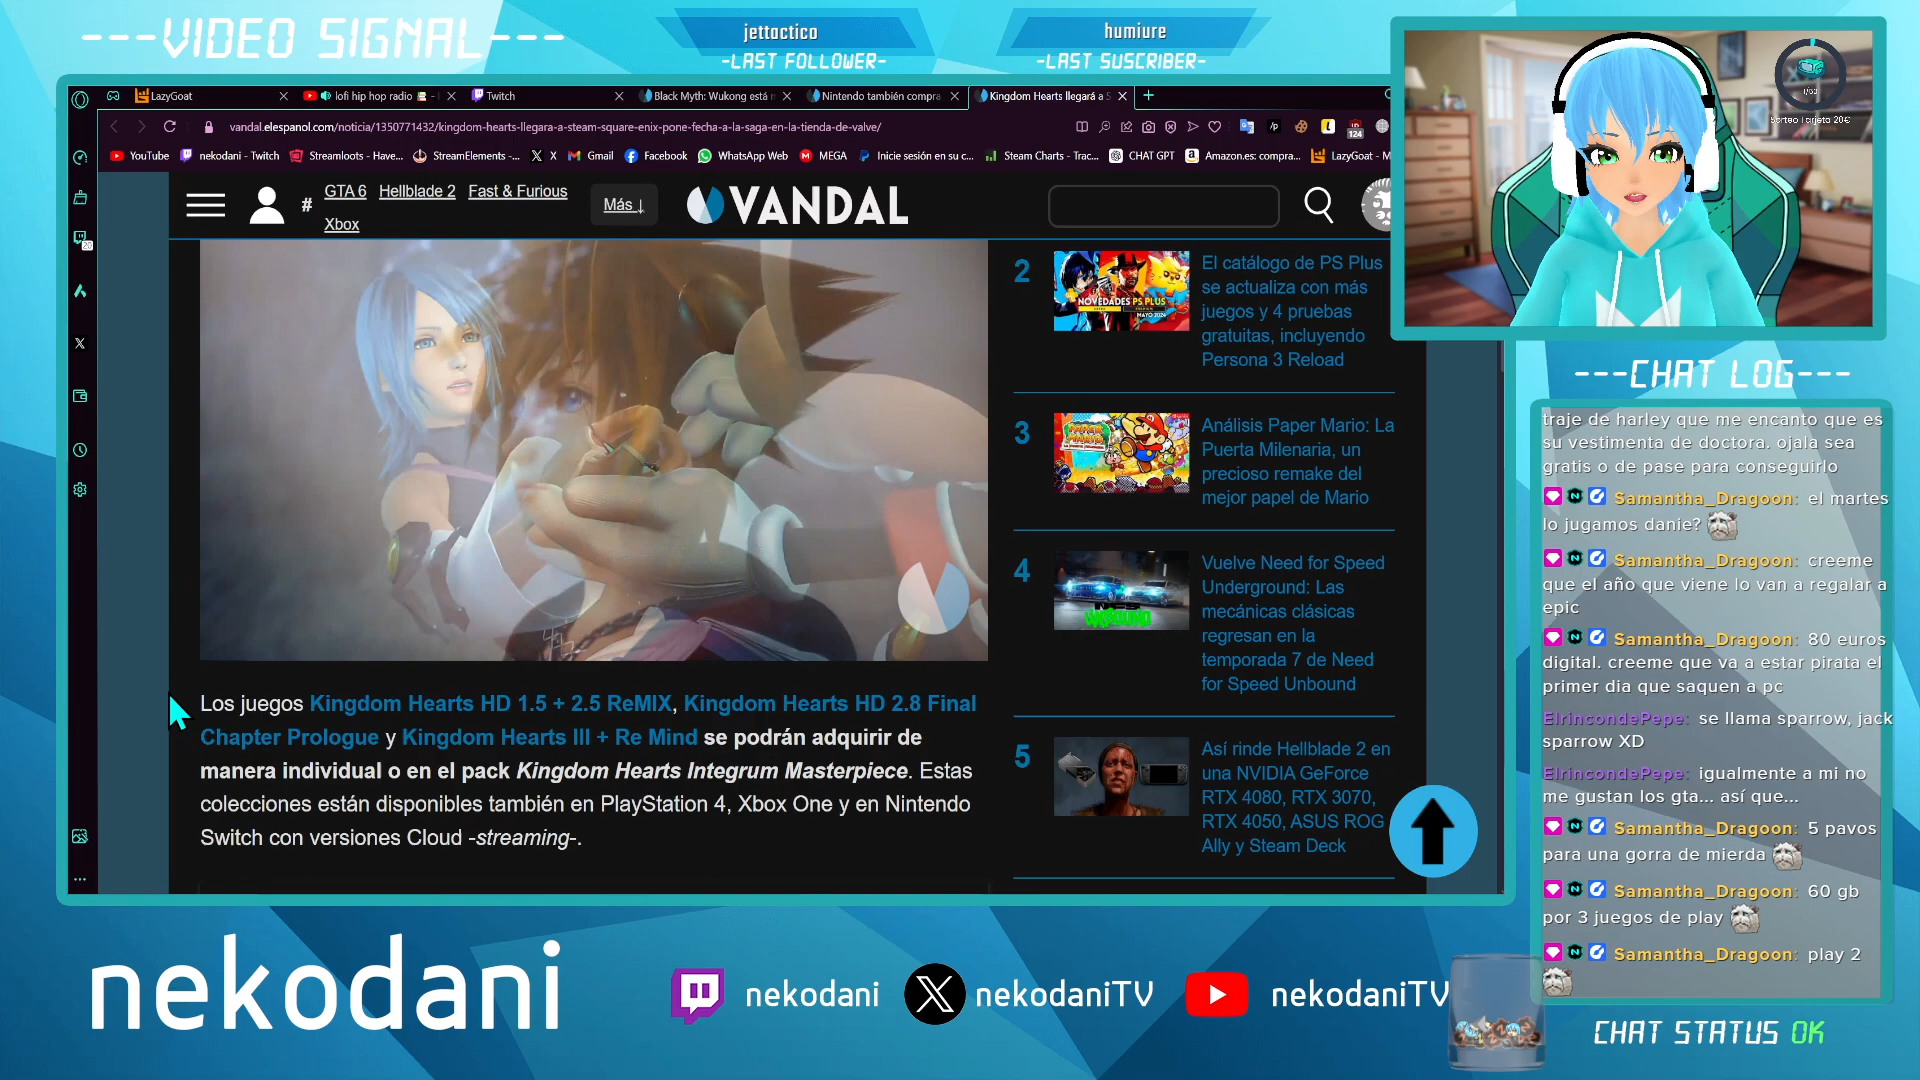 ---VIDEO SIGNAL---
jettactico
-LAST FOLLOWER-
humiure
-LAST SUSCRIBER-
LazyGoat
lofi hip hop radio
Twitch
Black Myth: Wukong está
Nintendo también compra
Kingdom Hearts llegará a S
vandal.elespanol.com/noticia/1350771432/kingdom-hearts-llegara-a-steam-square-enix-pone-fecha-a-la-saga-en-la-tienda-de-valve/
124
YouTube
nekodani - Twitch
Streamloots - Have...
StreamElements -...
X
Gmail
Facebook
WhatsApp Web
MEGA
Inicie sesión en su c...
Steam Charts - Trac...
CHAT GPT
Amazon.es: compra...
LazyGoat - M
20
# GTA 6 Hellblade 2 Fast & Furious
Xbox
Más ↓
VANDAL
1/50
Sorteo Tarjeta 20€
2
NOVEDADES PS PLUS
MAYO 2024
El catálogo de PS Plus
se actualiza con más
juegos y 4 pruebas
gratuitas, incluyendo
Persona 3 Reload
3
Análisis Paper Mario: La
Puerta Milenaria, un
precioso remake del
mejor papel de Mario
4
UNBOUND
Vuelve Need for Speed
Underground: Las
mecánicas clásicas
regresan en la
temporada 7 de Need
for Speed Unbound
5
Así rinde Hellblade 2 en
una NVIDIA GeForce
RTX 4080, RTX 3070,
RTX 4050, ASUS ROG
Ally y Steam Deck
Los juegos Kingdom Hearts HD 1.5 + 2.5 ReMIX, Kingdom Hearts HD 2.8 Final
Chapter Prologue y Kingdom Hearts III + Re Mind se podrán adquirir de
manera individual o en el pack Kingdom Hearts Integrum Masterpiece. Estas
colecciones están disponibles también en PlayStation 4, Xbox One y en Nintendo
Switch con versiones Cloud -streaming-.
---CHAT LOG---
traje de harley que me encanto que es
su vestimenta de doctora. ojala sea
gratis o de pase para conseguirlo
Samantha_Dragoon: el martes
lo jugamos danie?
Samantha_Dragoon: creeme
que el año que viene lo van a regalar a
epic
Samantha_Dragoon: 80 euros
digital. creeme que va a estar pirata el
primer dia que saquen a pc
ElrincondePepe: se llama sparrow, jack
sparrow XD
ElrincondePepe: igualmente a mi no
me gustan los gta... así que...
Samantha_Dragoon: 5 pavos
para una gorra de mierda
Samantha_Dragoon: 60 gb
por 3 juegos de play
Samantha_Dragoon: play 2
nekodani
nekodani
nekodaniTV
nekodaniTV
CHAT STATUS OK